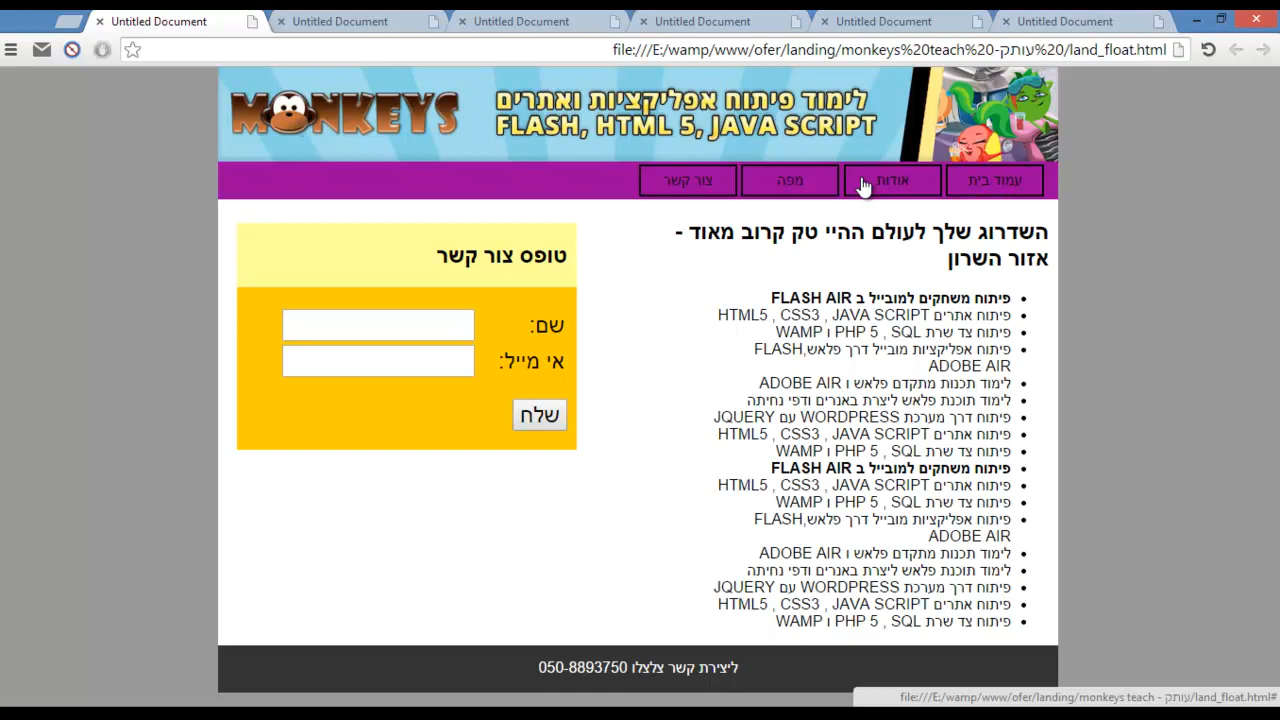 Untitled Document
Untitled Document
Untitled Document
Untitled Document
Untitled Document
Untitled Document
file:///E:/wamp/www/ofer/landing/monkeys%20teach%20-עותק%20/land_float.html
MONKEYS
לימוד פיתוח אפליקציות ואתרים
FLASH, HTML 5, JAVA SCRIPT
עמוד בית
אודות
מפה
צור קשר
השדרוג שלך לעולם ההיי טק קרוב מאוד -
אזור השרון
פיתוח משחקים למובייל ב FLASH AIR
פיתוח אתרים HTML5 , CSS3 , JAVA SCRIPT
פיתוח צד שרת PHP 5 , SQL ו WAMP
פיתוח אפליקציות מובייל דרך פלאש,FLASH
ADOBE AIR
לימוד תכנות מתקדם פלאש ו ADOBE AIR
לימוד תוכנת פלאש ליצרת באנרים ודפי נחיתה
פיתוח דרך מערכת WORDPRESS עם JQUERY
פיתוח אתרים HTML5 , CSS3 , JAVA SCRIPT
פיתוח צד שרת PHP 5 , SQL ו WAMP
פיתוח משחקים למובייל ב FLASH AIR
פיתוח אתרים HTML5 , CSS3 , JAVA SCRIPT
פיתוח צד שרת PHP 5 , SQL ו WAMP
פיתוח אפליקציות מובייל דרך פלאש,FLASH
ADOBE AIR
לימוד תכנות מתקדם פלאש ו ADOBE AIR
לימוד תוכנת פלאש ליצרת באנרים ודפי נחיתה
פיתוח דרך מערכת WORDPRESS עם JQUERY
פיתוח אתרים HTML5 , CSS3 , JAVA SCRIPT
פיתוח צד שרת PHP 5 , SQL ו WAMP
טופס צור קשר
שם:
אי מייל:
שלח
ליצירת קשר צלצלו 050-8893750
file:///E:/wamp/www/ofer/landing/monkeys teach - עותק/land_float.html#